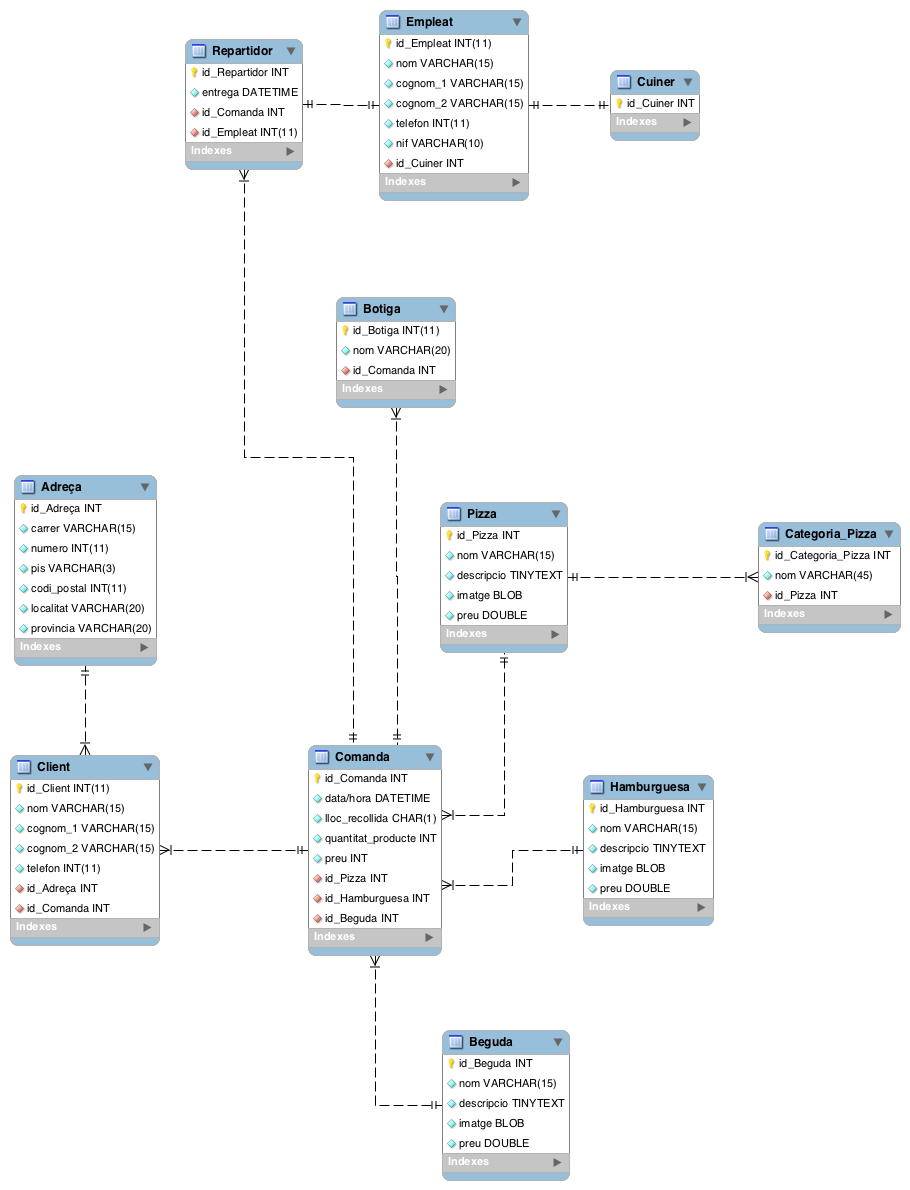 Empleat
id_Empleat INT(11)
nom VARCHAR(15)
cognom_1 VARCHAR(15)
cognom_2 VARCHAR(15)
telefon INT(11)
nif VARCHAR(10)
id_Cuiner INT
Indexes
Repartidor
id_Repartidor INT
entrega DATETIME
id_Comanda INT
id_Empleat INT(11)
Indexes
Cuiner
id_Cuiner INT
Indexes
Botiga
id_Botiga INT(11)
nom VARCHAR(20)
id_Comanda INT
Indexes
Adreça
id_Adreça INT
carrer VARCHAR(15)
numero INT(11)
pis VARCHAR(3)
codi_postal INT(11)
localitat VARCHAR(20)
provincia VARCHAR(20)
Indexes
Pizza
id_Pizza INT
nom VARCHAR(15)
descripcio TINYTEXT
imatge BLOB
preu DOUBLE
Indexes
Categoria_Pizza
id_Categoria_Pizza INT
nom VARCHAR(45)
id_Pizza INT
Indexes
Client
id_Client INT(11)
nom VARCHAR(15)
cognom_1 VARCHAR(15)
cognom_2 VARCHAR(15)
telefon INT(11)
id_Adreça INT
id_Comanda INT
Indexes
Comanda
id_Comanda INT
data/hora DATETIME
lloc_recollida CHAR(1)
quantitat_producte INT
preu INT
id_Pizza INT
id_Hamburguesa INT
id_Beguda INT
Indexes
Hamburguesa
id_Hamburguesa INT
nom VARCHAR(15)
descripcio TINYTEXT
imatge BLOB
preu DOUBLE
Indexes
Beguda
id_Beguda INT
nom VARCHAR(15)
descripcio TINYTEXT
imatge BLOB
preu DOUBLE
Indexes